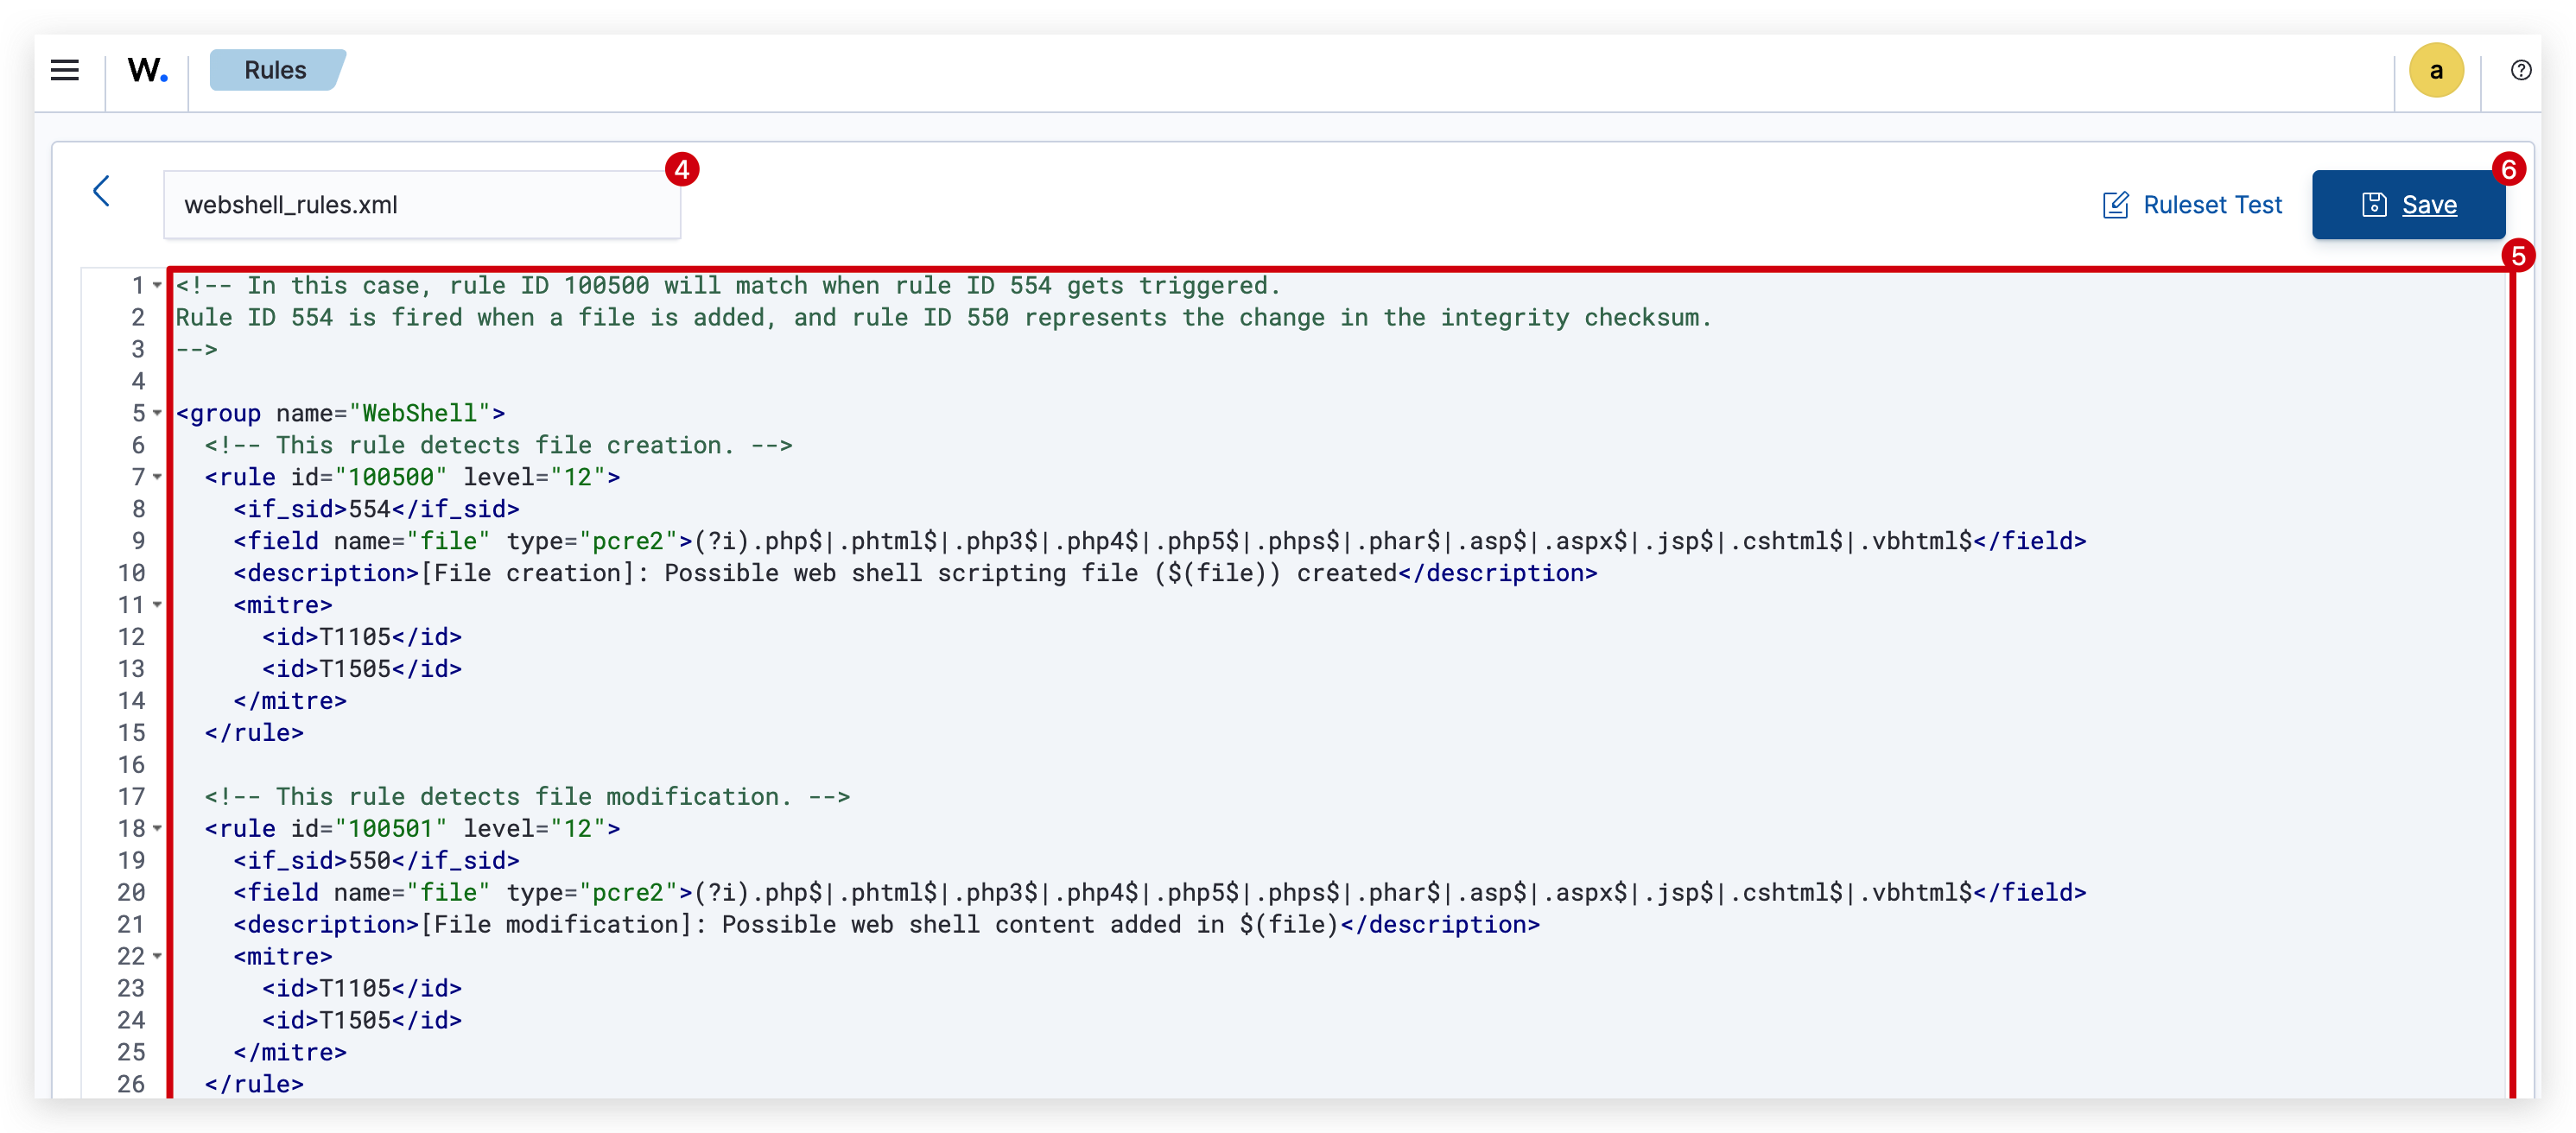 W. Rules a
4
6
webshell_rules.xml Ruleset Test Save
5
1 <!-- In this case, rule ID 100500 will match when rule ID 554 gets triggered.
2 Rule ID 554 is fired when a file is added, and rule ID 550 represents the change in the integrity checksum.
3 -->
4
5 <group name="WebShell">
6   <!-- This rule detects file creation. -->
7   <rule id="100500" level="12">
8     <if_sid>554</if_sid>
9     <field name="file" type="pcre2">(?i).php$|.phtml$|.php3$|.php4$|.php5$|.phps$|.phar$|.asp$|.aspx$|.jsp$|.cshtml$|.vbhtml$</field>
10     <description>[File creation]: Possible web shell scripting file ($(file)) created</description>
11     <mitre>
12       <id>T1105</id>
13       <id>T1505</id>
14     </mitre>
15   </rule>
16
17   <!-- This rule detects file modification. -->
18   <rule id="100501" level="12">
19     <if_sid>550</if_sid>
20     <field name="file" type="pcre2">(?i).php$|.phtml$|.php3$|.php4$|.php5$|.phps$|.phar$|.asp$|.aspx$|.jsp$|.cshtml$|.vbhtml$</field>
21     <description>[File modification]: Possible web shell content added in $(file)</description>
22     <mitre>
23       <id>T1105</id>
24       <id>T1505</id>
25     </mitre>
26   </rule>